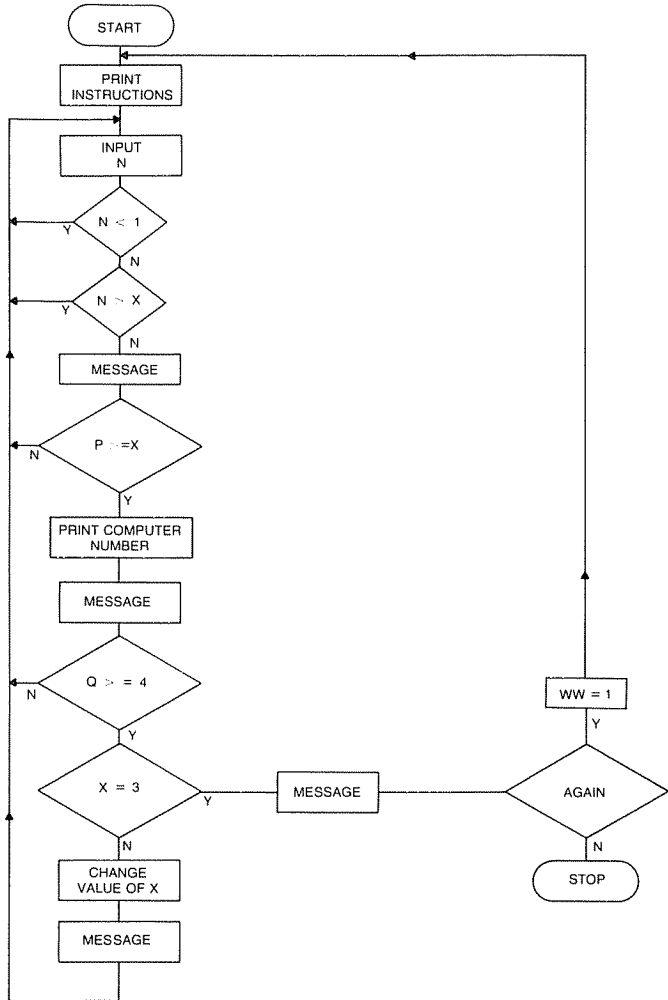 START
PRINT
INSTRUCTIONS
INPUT
N
N < 1
Y
N
N > X
Y
N
MESSAGE
P >=X
N
Y
PRINT COMPUTER
NUMBER
MESSAGE
Q > = 4
N
Y
X = 3
Y
N
MESSAGE
AGAIN
Y
WW = 1
N
STOP
CHANGE
VALUE OF X
MESSAGE